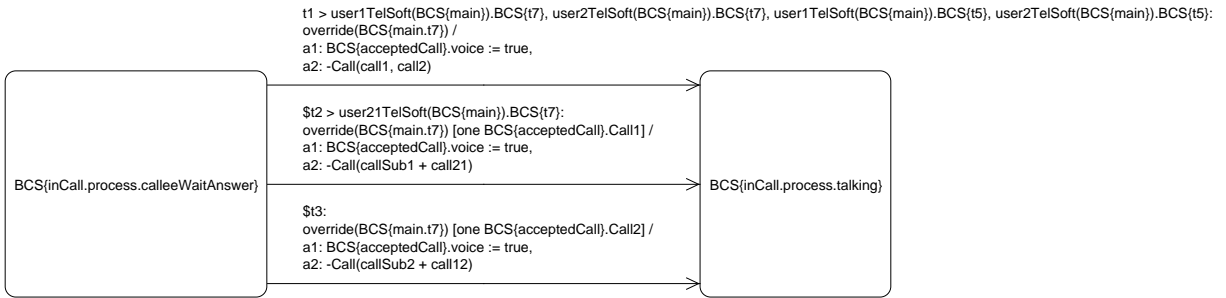 t1 > user1TelSoft(BCS{main}).BCS{t7}, user2TelSoft(BCS{main}).BCS{t7}, user1TelSoft(BCS{main}).BCS{t5}, user2TelSoft(BCS{main}).BCS{t5}:
override(BCS{main.t7}) /
a1: BCS{acceptedCall}.voice := true,
a2: -Call(call1, call2)
$t2 > user21TelSoft(BCS{main}).BCS{t7}:
override(BCS{main.t7}) [one BCS{acceptedCall}.Call1] /
a1: BCS{acceptedCall}.voice := true,
a2: -Call(callSub1 + call21)
BCS{inCall.process.calleeWaitAnswer}
BCS{inCall.process.talking}
$t3:
override(BCS{main.t7}) [one BCS{acceptedCall}.Call2] /
a1: BCS{acceptedCall}.voice := true,
a2: -Call(callSub2 + call12)